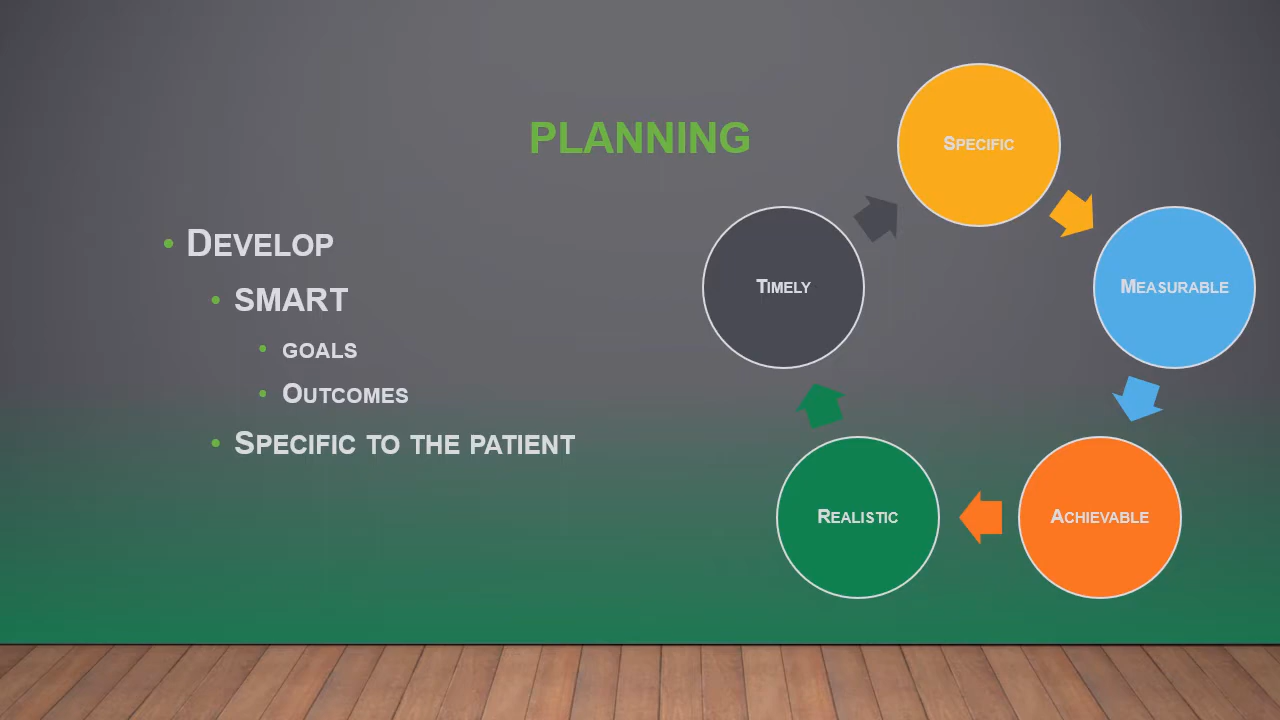 PLANNING
• DEVELOP
• SMART
• GOALS
• OUTCOMES
• SPECIFIC TO THE PATIENT
SPECIFIC
MEASURABLE
ACHIEVABLE
REALISTIC
TIMELY